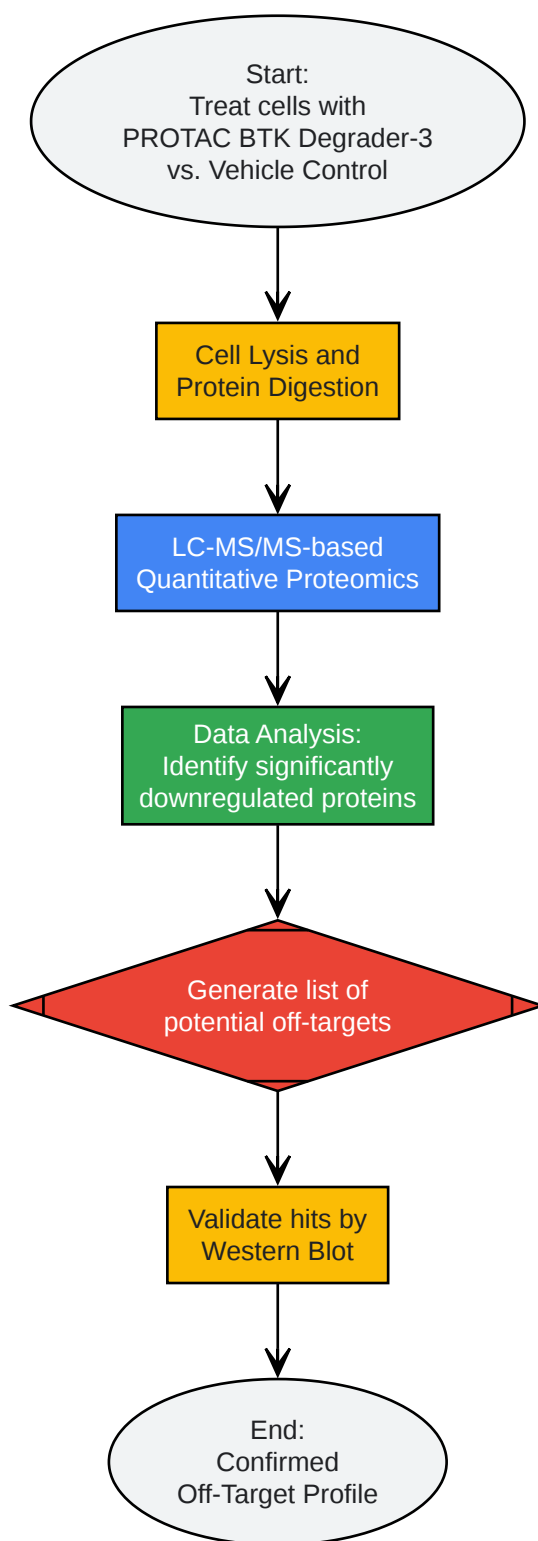 Start:
Treat cells with
PROTAC BTK Degrader-3
vs. Vehicle Control
Cell Lysis and
Protein Digestion
LC-MS/MS-based
Quantitative Proteomics
Data Analysis:
Identify significantly
downregulated proteins
Generate list of
potential off-targets
Validate hits by
Western Blot
End:
Confirmed
Off-Target Profile